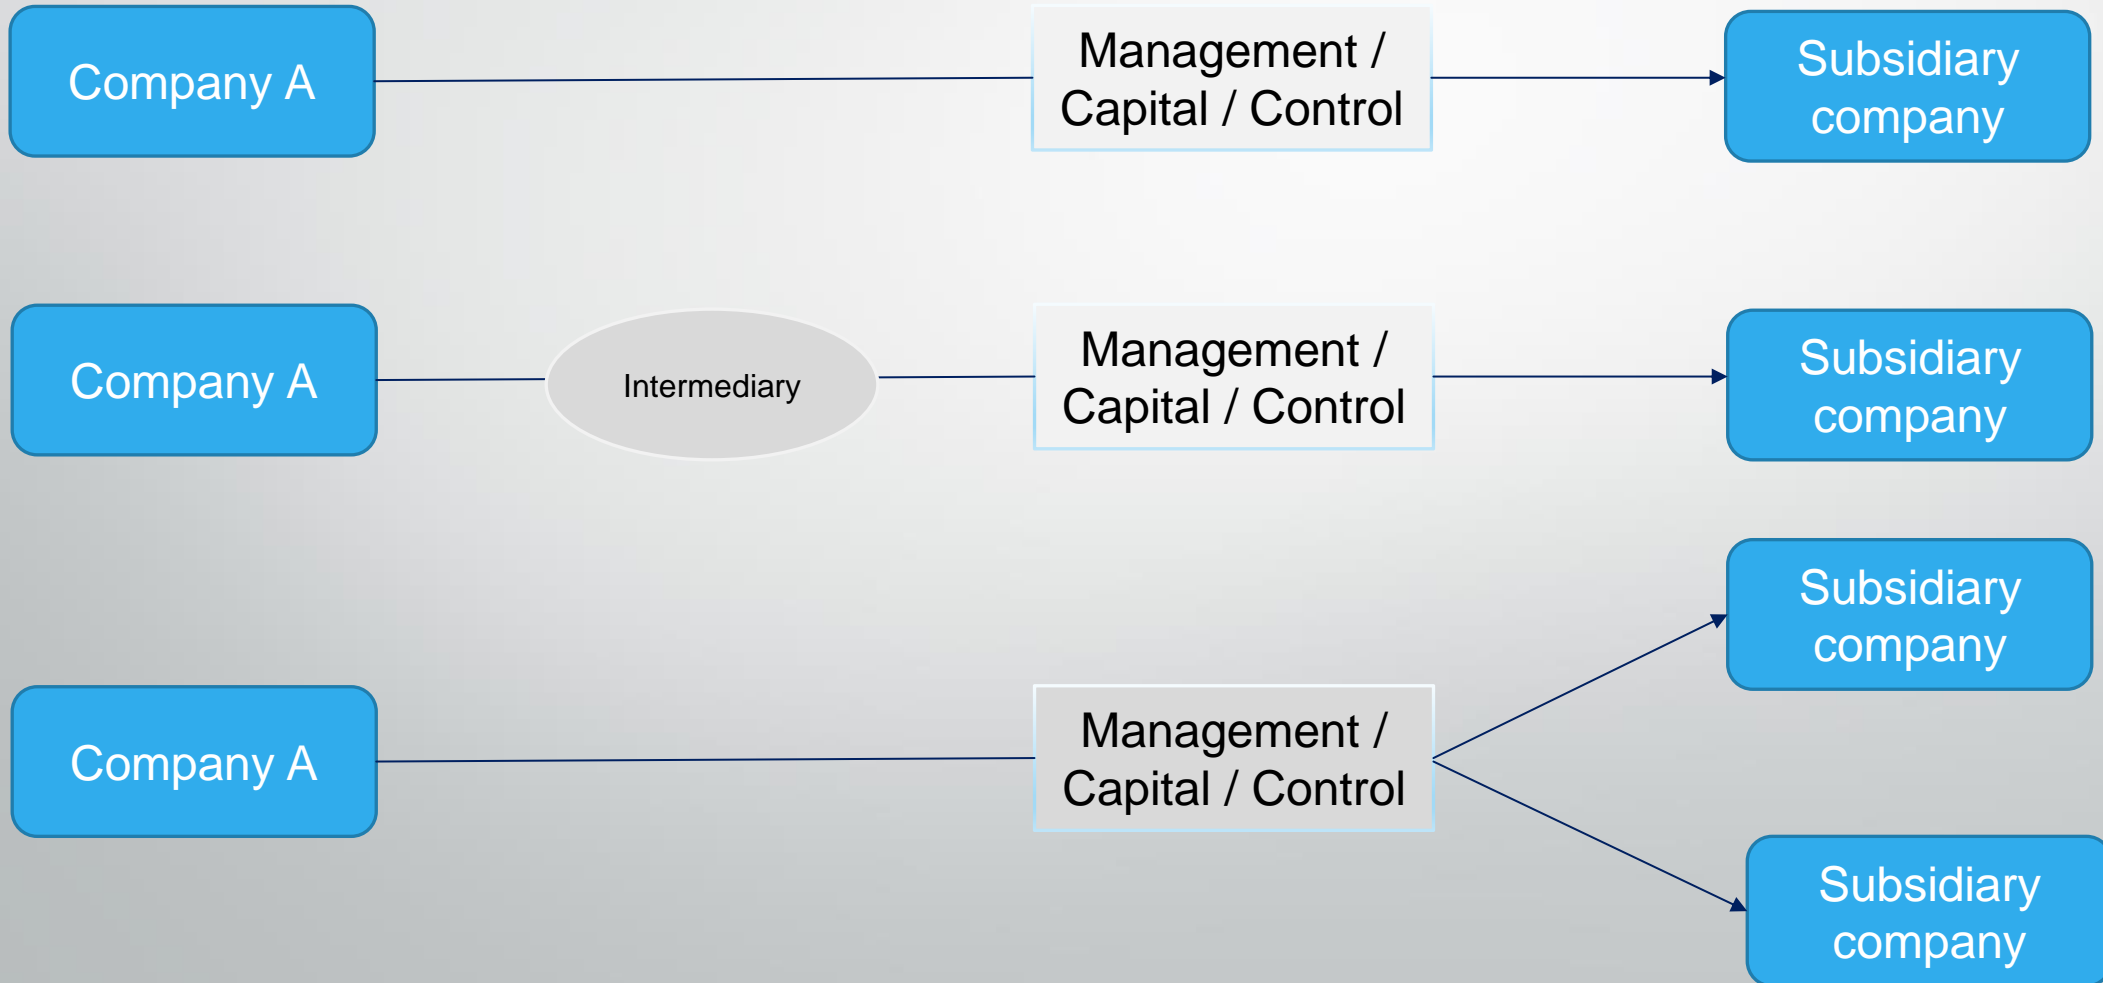 Company A
Management /
Capital / Control
Subsidiary
company
Company A
Intermediary
Management /
Capital / Control
Subsidiary
company
Company A
Management /
Capital / Control
Subsidiary
company
Subsidiary
company